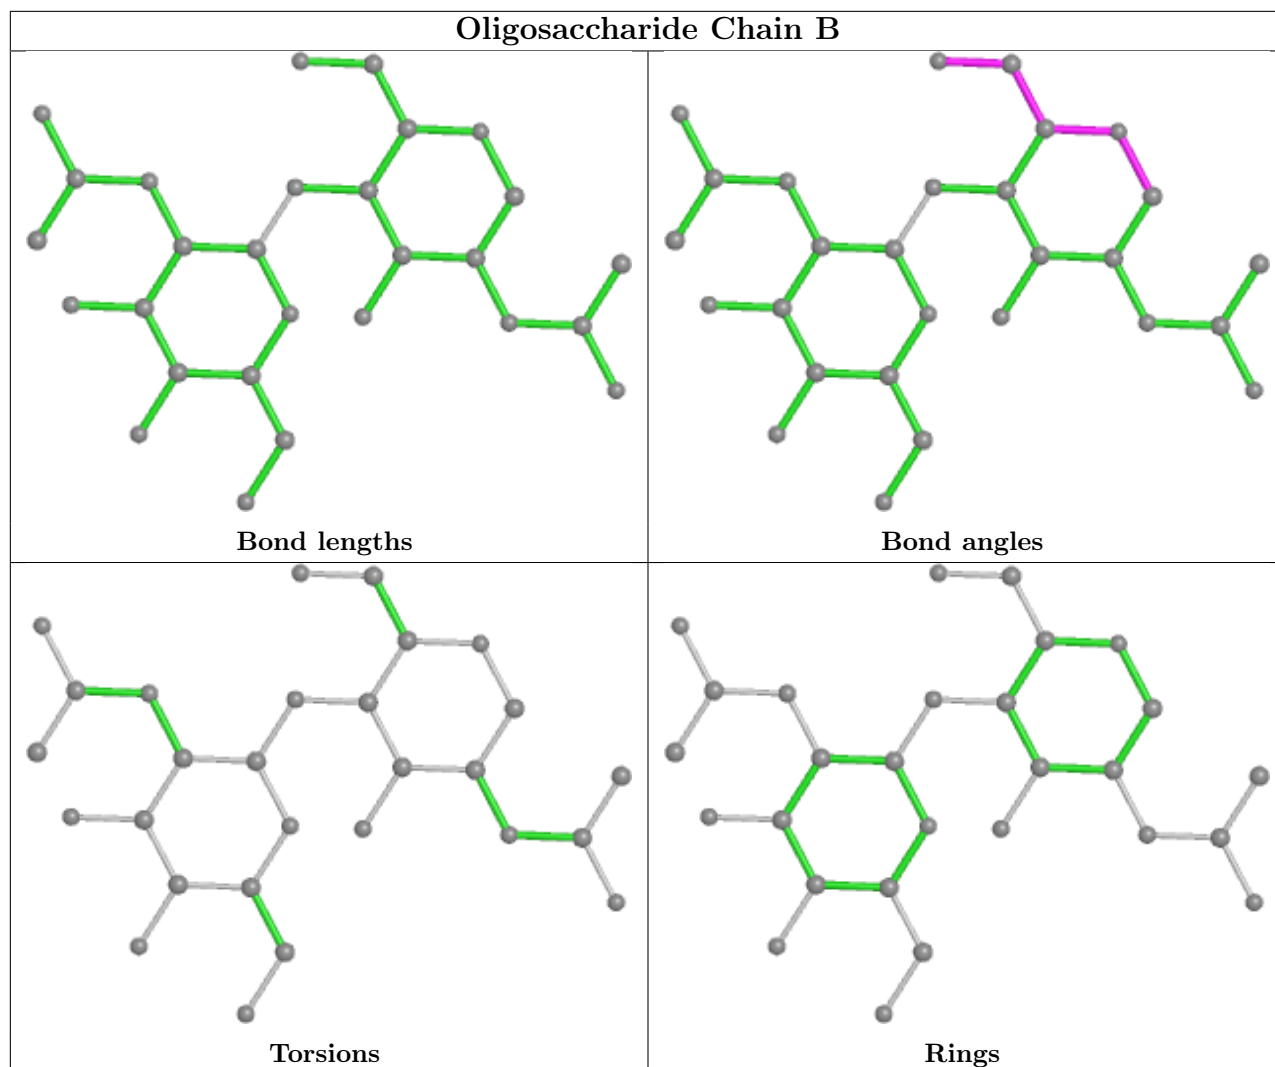 Oligosaccharide Chain B
Bond lengths
Bond angles
Torsions
Rings